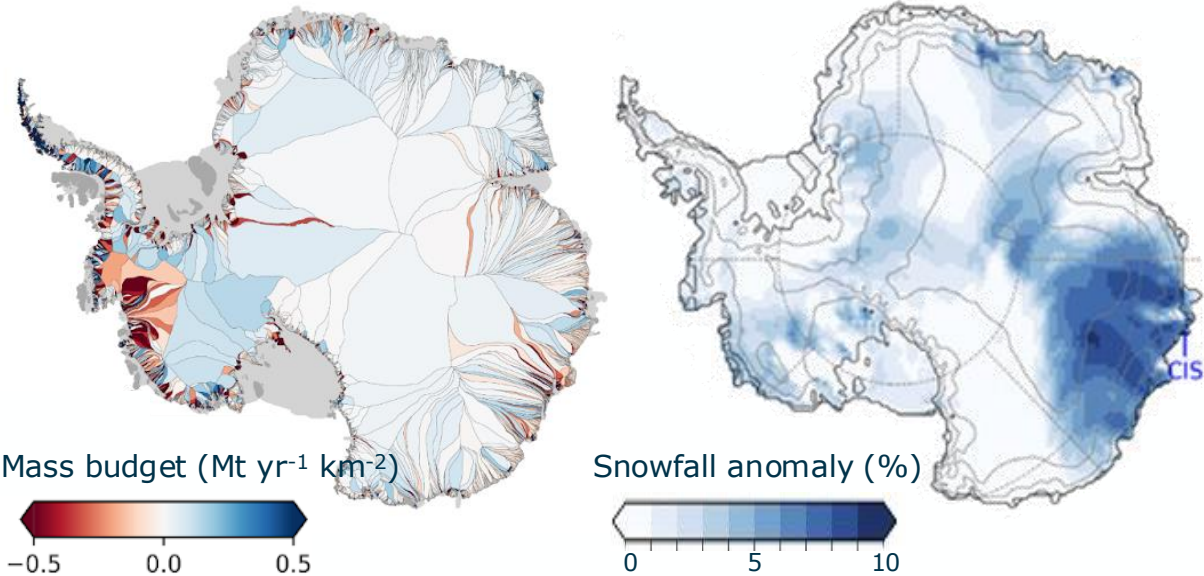 T
CIS
Mass budget (Mt yr⁻¹ km⁻²)
Snowfall anomaly (%)
−0.5 0.0 0.5
0 5 10